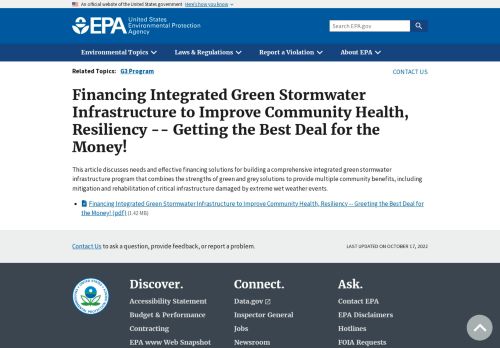 An official website of the United States government Here's how you know
EPA United States
Environmental Protection
Agency
Search EPA.gov
Environmental Topics Laws & Regulations Report a Violation About EPA
Related Topics: G3 Program
CONTACT US
Financing Integrated Green Stormwater
Infrastructure to Improve Community Health,
Resiliency -- Getting the Best Deal for the
Money!
This article discusses needs and effective financing solutions for building a comprehensive integrated green stormwater
infrastructure program that combines the strengths of green and grey solutions to provide multiple community benefits, including
mitigation and rehabilitation of critical infrastructure damaged by extreme wet weather events.
Financing Integrated Green Stormwater Infrastructure to Improve Community Health, Resiliency -- Greeting the Best Deal for
the Money! (pdf) (1.42 MB)
Contact Us to ask a question, provide feedback, or report a problem.
LAST UPDATED ON OCTOBER 17, 2022
Discover.
Accessibility Statement
Budget & Performance
Contracting
EPA www Web Snapshot
Connect.
Data.gov
Inspector General
Jobs
Newsroom
Ask.
Contact EPA
EPA Disclaimers
Hotlines
FOIA Requests